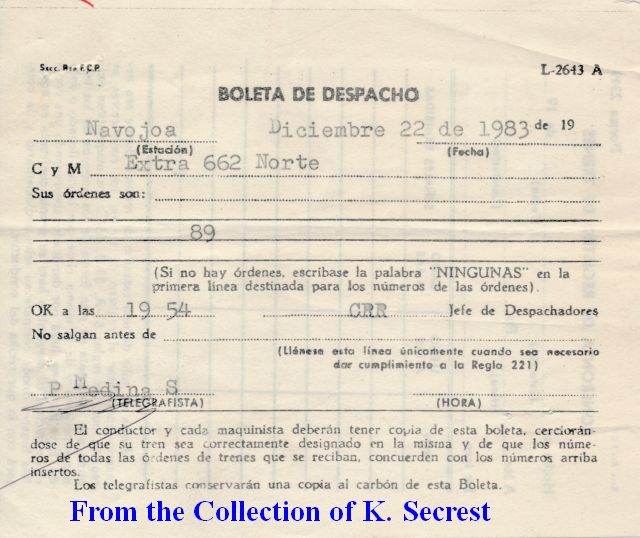 Secc. Ato F.C.P. L-2643 A
BOLETA DE DESPACHO
Navojoa Diciembre 22 de 1983 de 19
(Estación) (Fecha)
C y M Extra 662 Norte
Sus órdenes son:
89
(Si no hay órdenes, escribase la palabra "NINGUNAS" en la
primera línea destinada para los números de las órdenes).
OK a las 19 54 CRR Jefe de Despachadores
No salgan antes de
(Llénese esta línea únicamente cuando sea necesario
dar cumplimiento a la Regla 221)
P Medina S
(TELEGRAFISTA) (HORA)
El conductor y cada maquinista deberán tener copia de esta boleta, cerciorán-
dose de que su tren sea correctamente designado en la misma y de que los núme-
ros de todas las órdenes de trenes que se reciban, concuerden con los números arriba
insertos.
Los telegrafistas conservarán una copia al carbón de esta Boleta.
From the Collection of K. Secrest